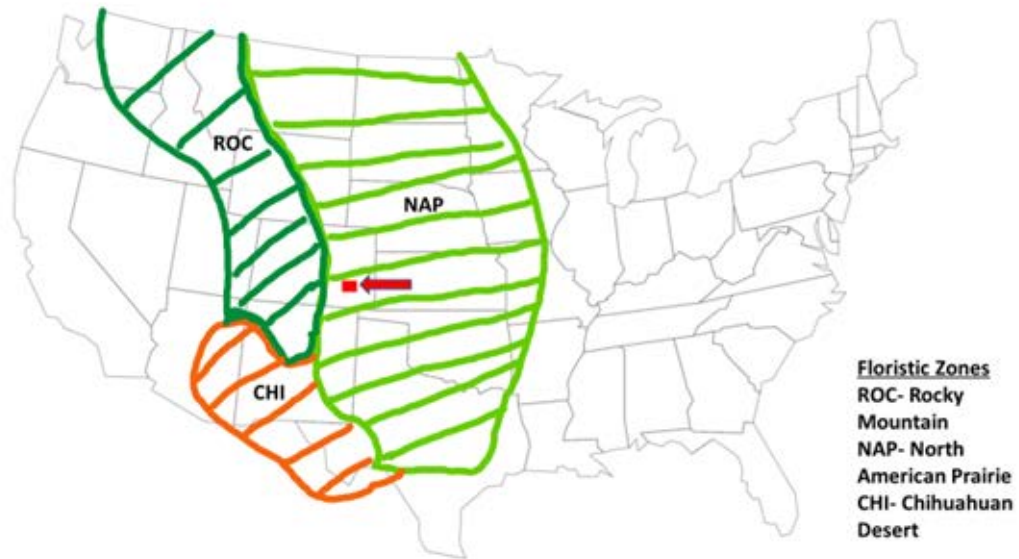 ROC
NAP
CHI
Floristic Zones
ROC- Rocky
Mountain
NAP- North
American Prairie
CHI- Chihuahuan
Desert